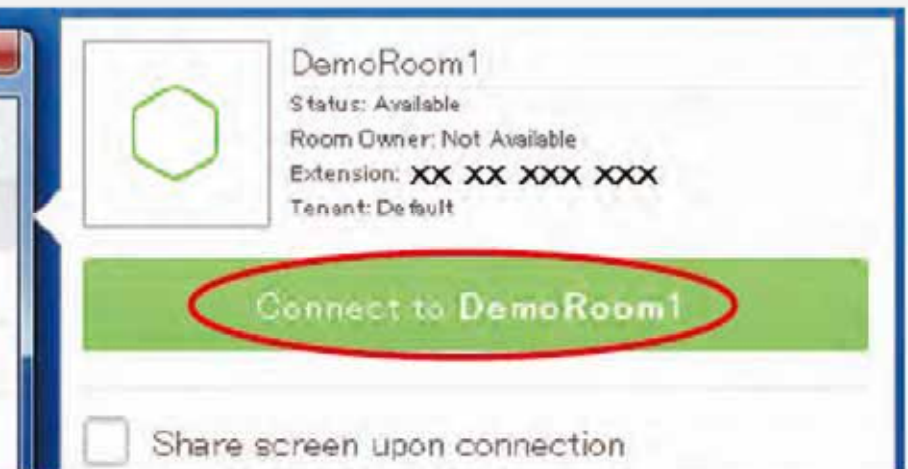 DemoRoom1
Status: Available
Room Owner: Not Available
Extension: XX XX XXX XXX
Tenant: Default
Connect to DemoRoom1
Share screen upon connection